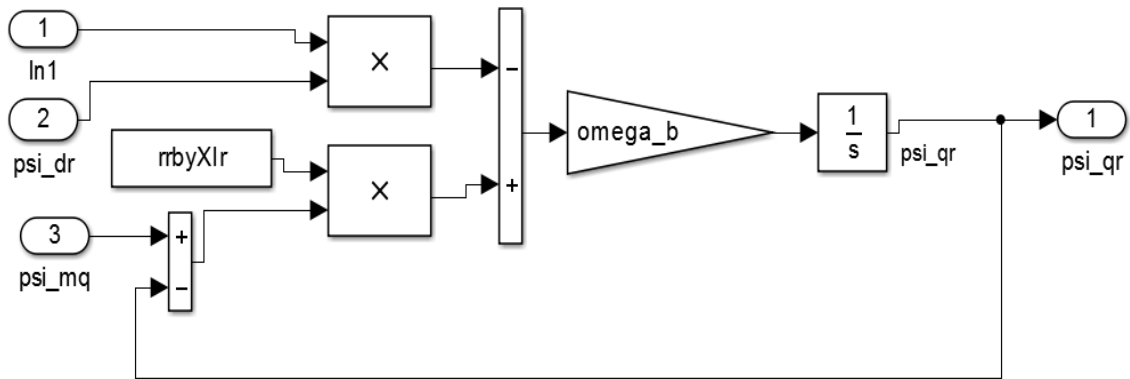 1
In1
×
2
psi_dr
−
omega_b
1
s
psi_qr
1
psi_qr
rrbyXlr
×
+
3
psi_mq
+
−